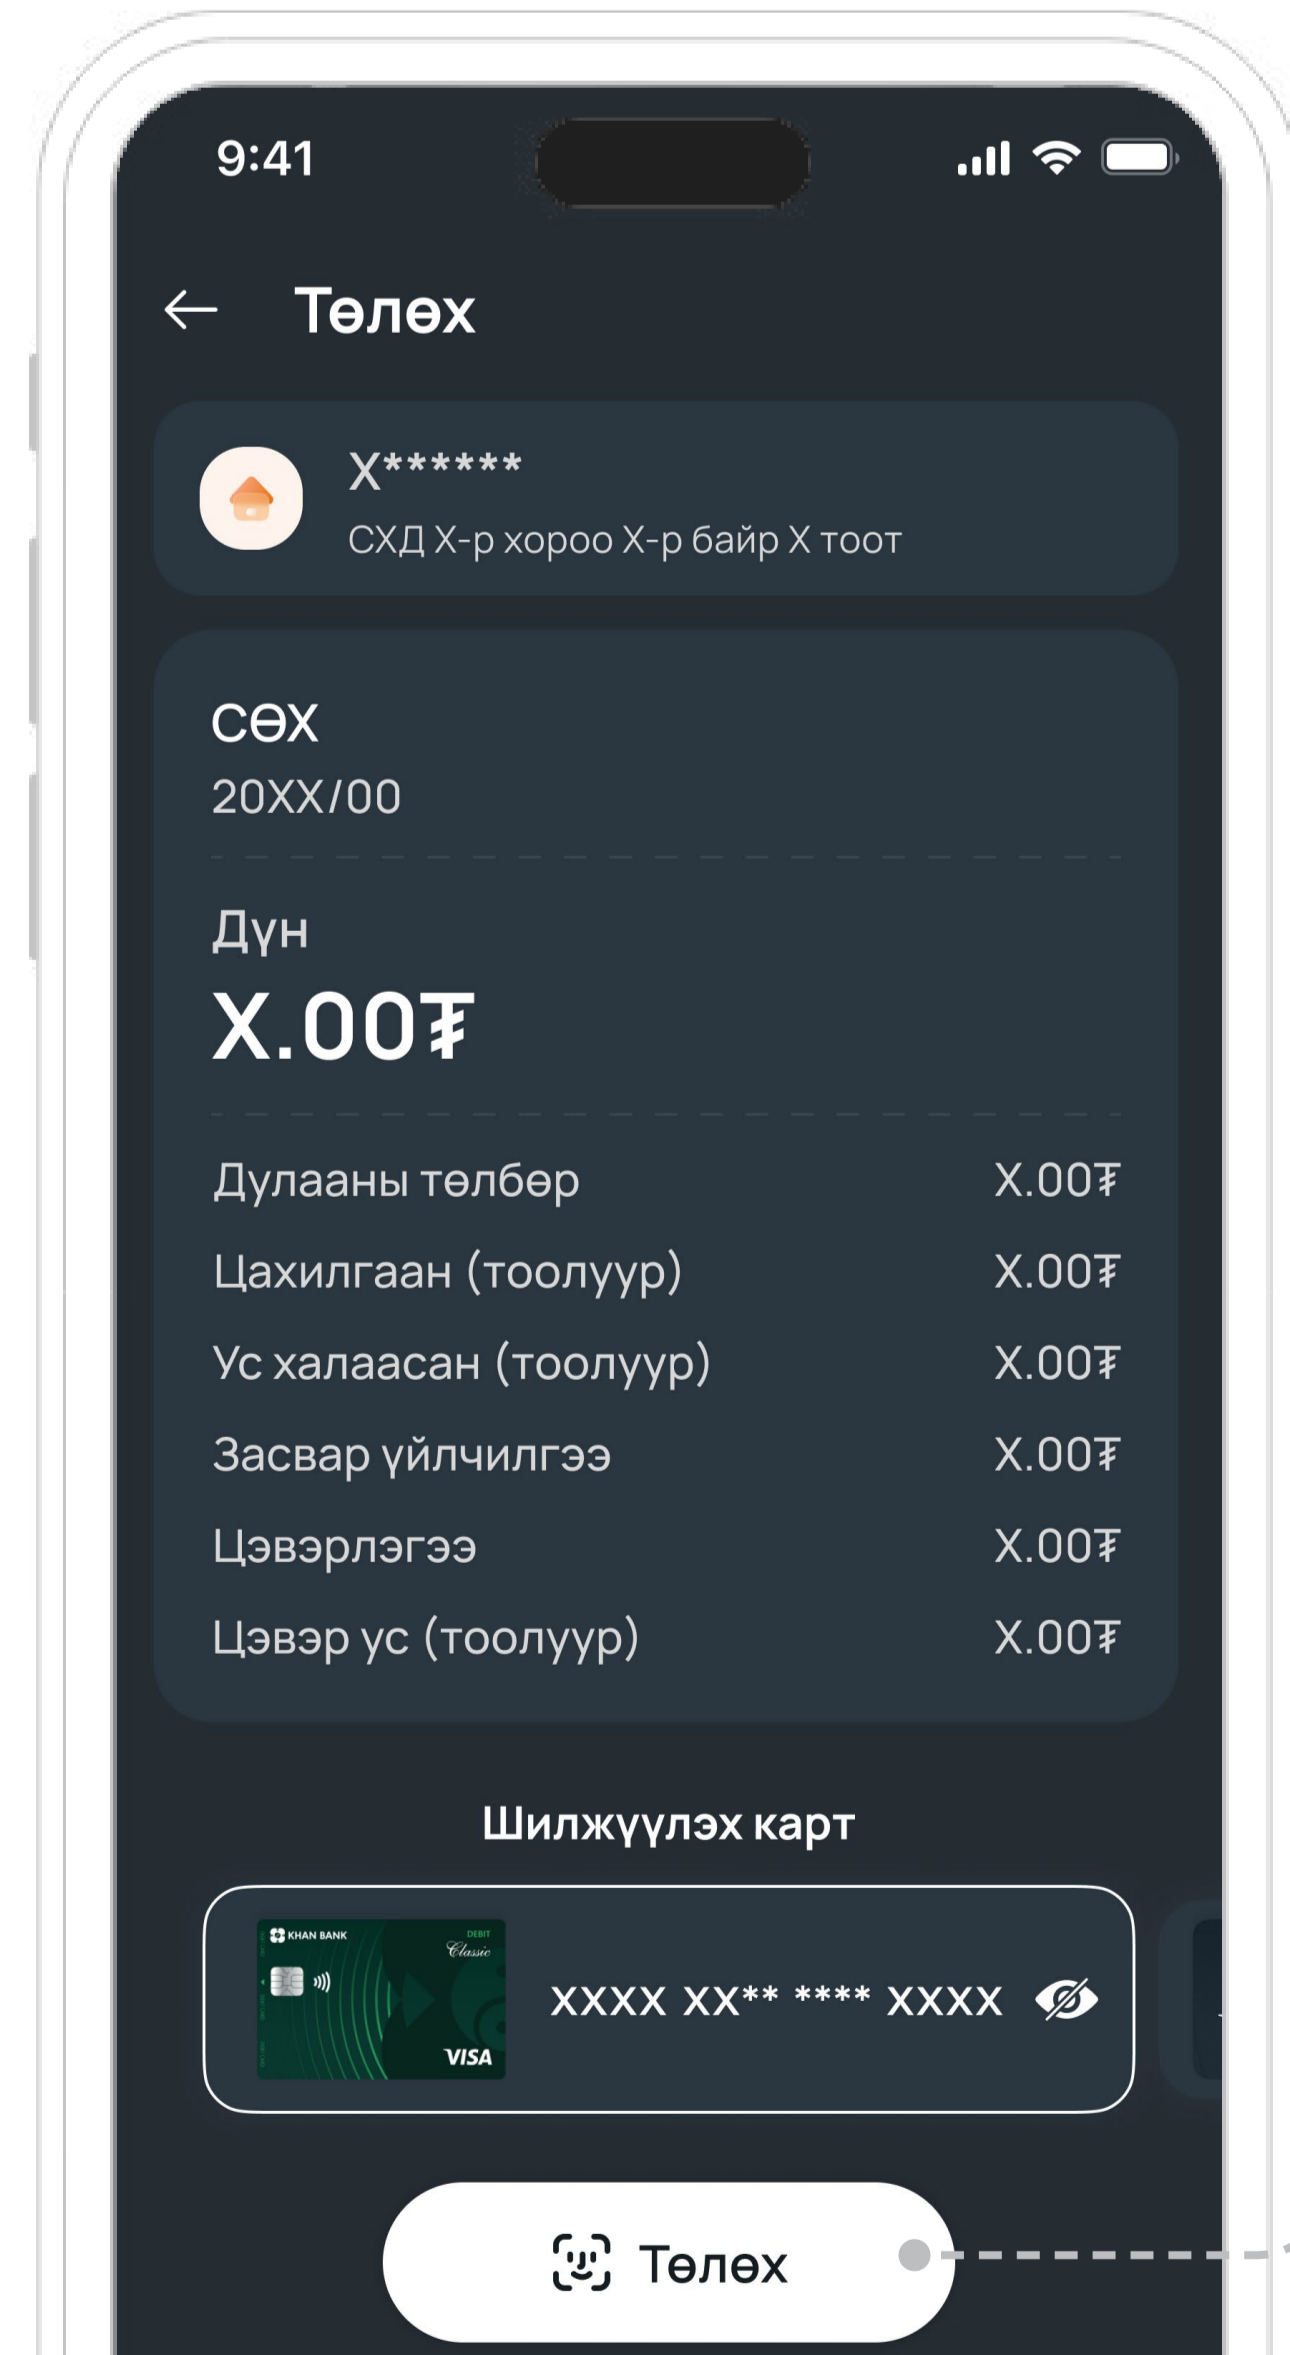 9:41
Төлөх
X******
СХД X-р хороо X-р байр X тоот
СӨХ
20XX/00
Дүн
X.00₮
Дулааны төлбөр X.00₮
Цахилгаан (тоолуур) X.00₮
Ус халаасан (тоолуур) X.00₮
Засвар үйлчилгээ X.00₮
Цэвэрлэгээ X.00₮
Цэвэр ус (тоолуур) X.00₮
Шилжүүлэх карт
KHAN BANK
DEBIT
Classic
VISA
XXXX XX** **** XXXX
Төлөх